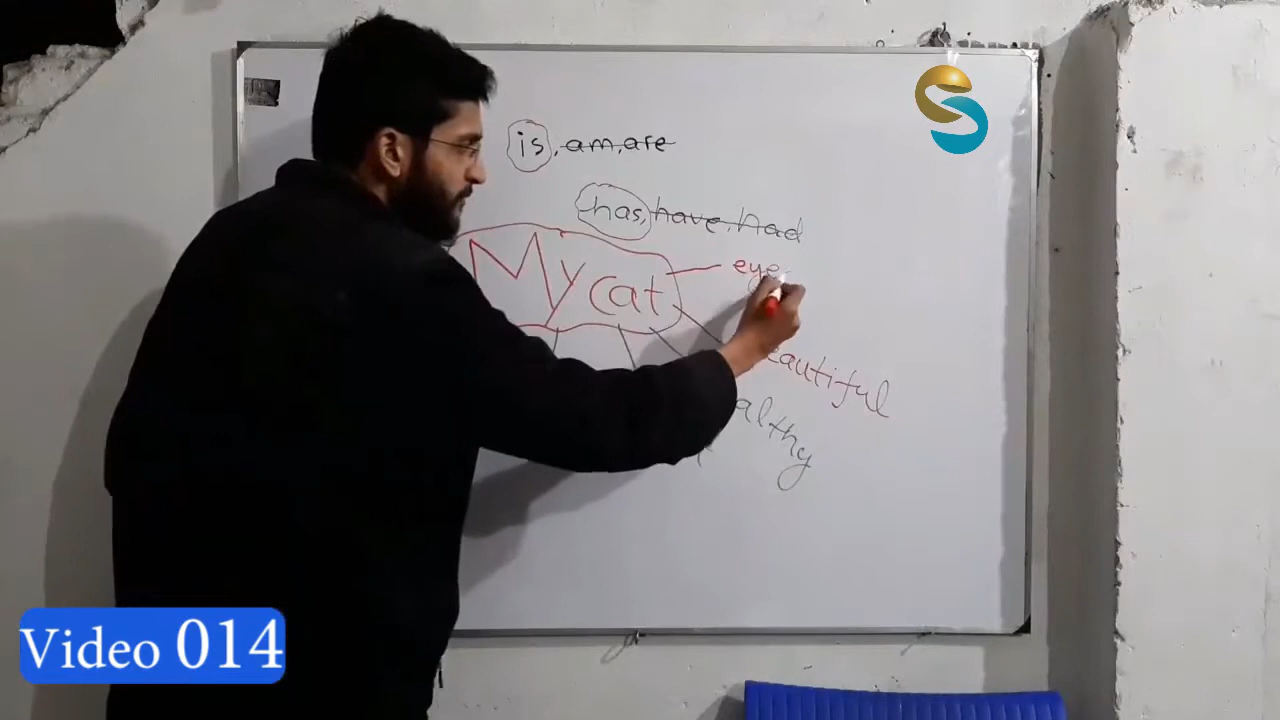 is, am, are
has, have, had
My cat
eye
eautiful
althy
Video 014